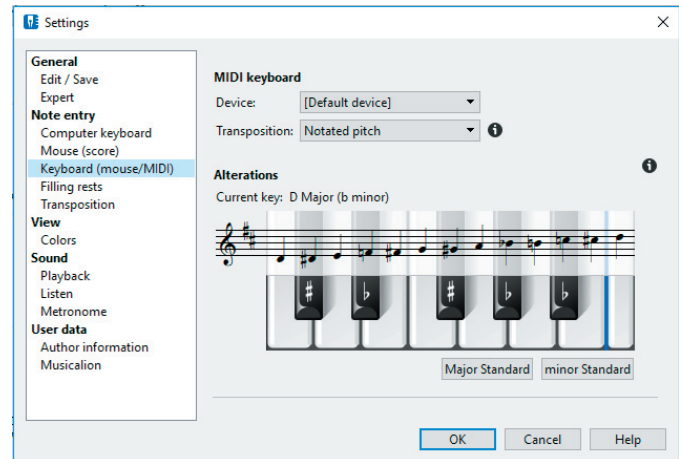 Settings
General
Edit / Save
Expert
Note entry
Computer keyboard
Mouse (score)
Keyboard (mouse/MIDI)
Filling rests
Transposition
View
Colors
Sound
Playback
Listen
Metronome
User data
Author information
Musicalion
MIDI keyboard
Device: [Default device]
Transposition: Notated pitch
Alterations
Current key: D Major (b minor)
♯ ♭ ♯ ♭ ♭
Major Standard minor Standard
OK Cancel Help